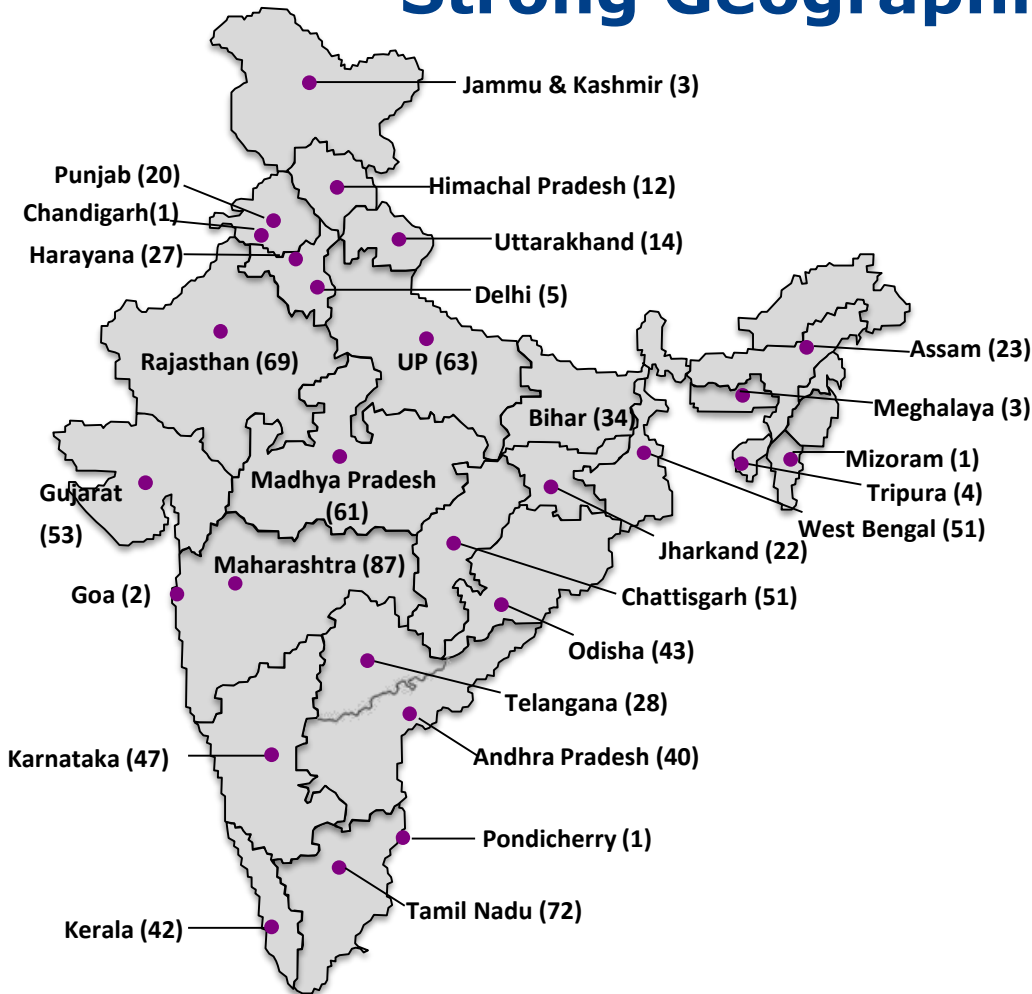 Strong Geographi
Jammu & Kashmir (3)
Punjab (20)
Himachal Pradesh (12)
Chandigarh(1)
Uttarakhand (14)
Harayana (27)
Delhi (5)
Rajasthan (69)
UP (63)
Assam (23)
Bihar (34)
Meghalaya (3)
Mizoram (1)
Madhya Pradesh
(61)
Gujarat
(53)
Tripura (4)
West Bengal (51)
Jharkand (22)
Maharashtra (87)
Goa (2)
Chattisgarh (51)
Odisha (43)
Telangana (28)
Karnataka (47)
Andhra Pradesh (40)
Pondicherry (1)
Tamil Nadu (72)
Kerala (42)